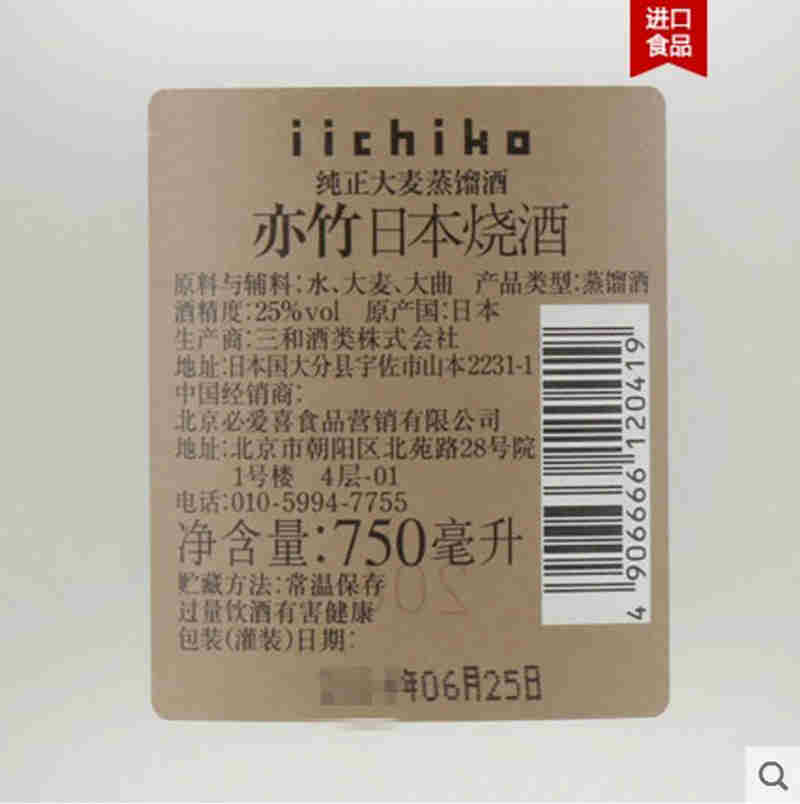 进口
食品
iichiko
纯正大麦蒸馏酒
亦竹日本烧酒
原料与辅料:水、大麦、大曲 产品类型:蒸馏酒
酒精度:25%vol 原产国:日本
生产商:三和酒类株式会社
地址:日本国大分县宇佐市山本2231-1
中国经销商:
北京必爱喜食品营销有限公司
地址:北京市朝阳区北苑路28号院
1号楼 4层-01
电话:010-5994-7755
净含量:750毫升
贮藏方法:常温保存
过量饮酒有害健康
包装(灌装)日期:
年06月25日
4906666120419